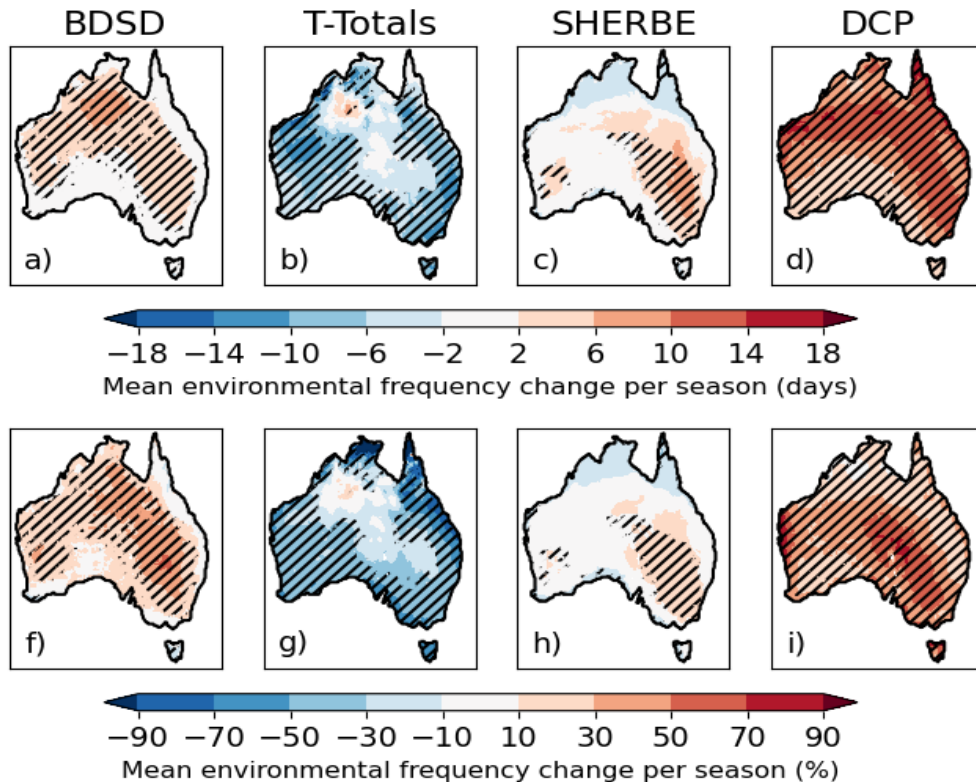 BDSD T-Totals SHERBE DCP
a) b) c) d)
−18 −14 −10 −6 −2 2 6 10 14 18
Mean environmental frequency change per season (days)
f) g) h) i)
−90 −70 −50 −30 −10 10 30 50 70 90
Mean environmental frequency change per season (%)